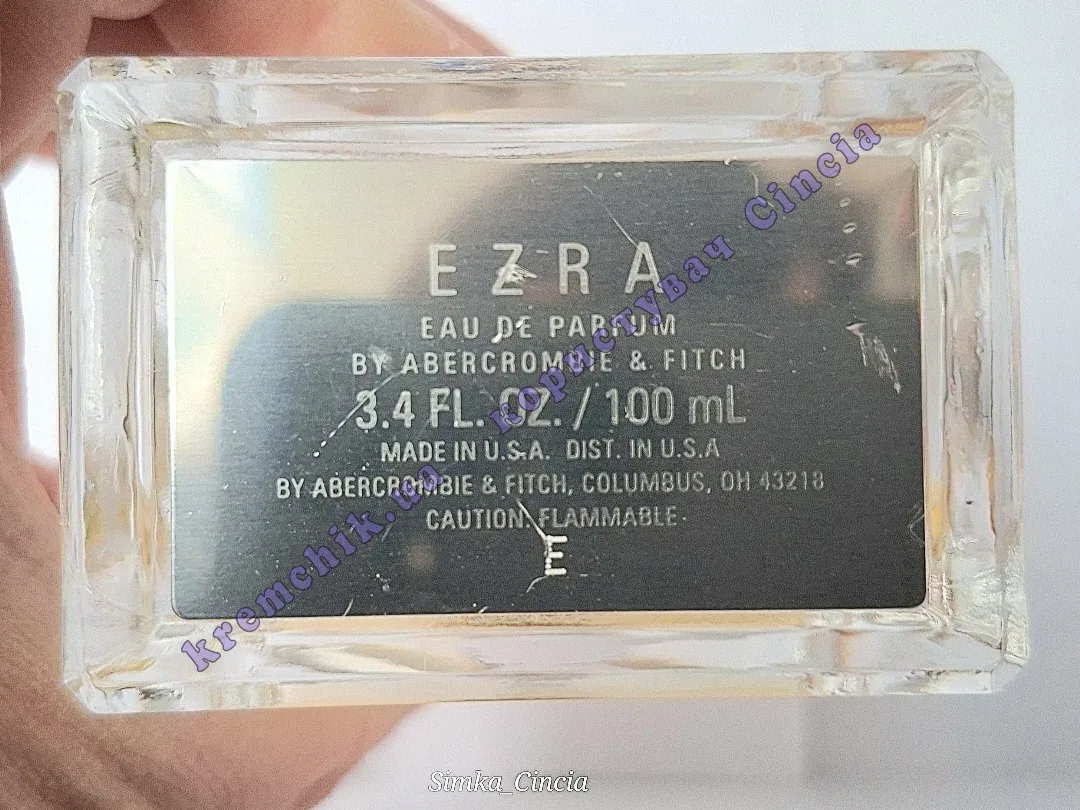 EZRA
EAU DE PARFUM
BY ABERCROMBIE & FITCH
3.4 FL. OZ. / 100 mL
MADE IN U.S.A. DIST. IN U.S.A
BY ABERCROMBIE & FITCH, COLUMBUS, OH 43218
CAUTION: FLAMMABLE
E
kremchik.ua користувач Cincia
Simka_Cincia